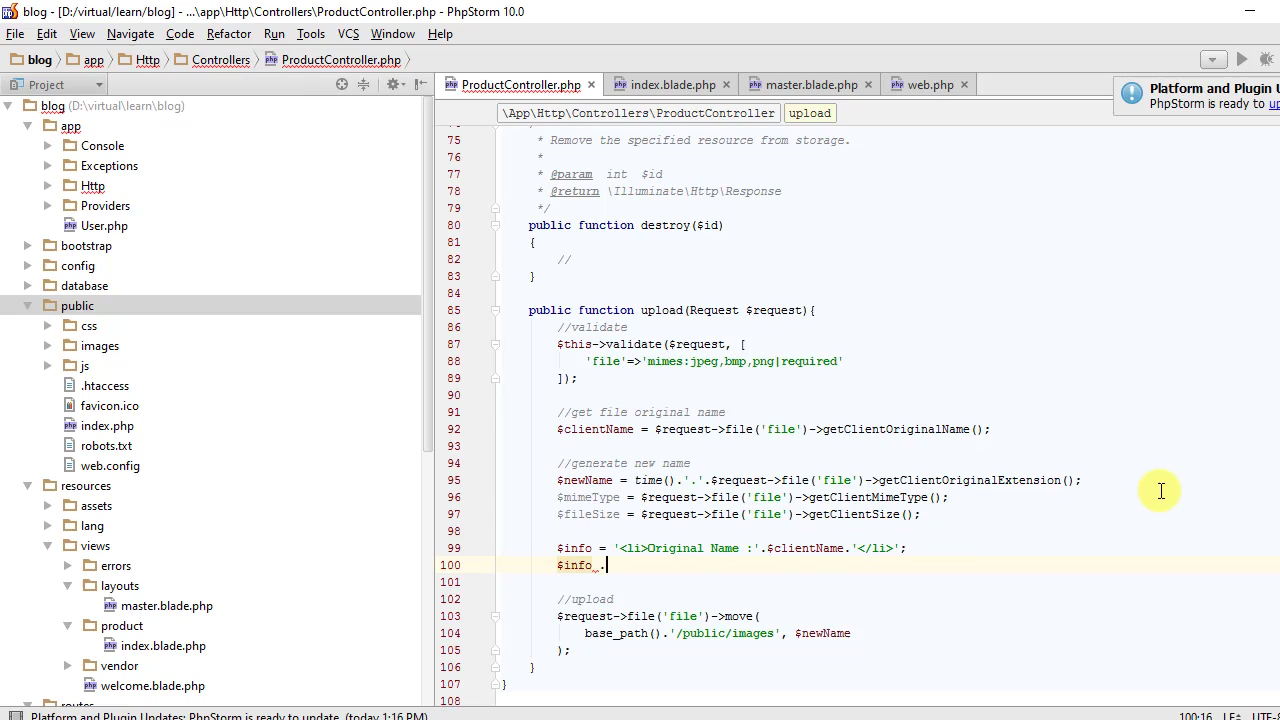 blog - [D:/virtual/learn/blog] - ...\app\Http\Controllers\ProductController.php - PhpStorm 10.0
File Edit View Navigate Code Refactor Run Tools VCS Window Help
blog app Http Controllers ProductController.php
Project
ProductController.php index.blade.php master.blade.php web.php
Platform and Plugin U
PhpStorm is ready to up
\App\Http\Controllers\ProductController upload
blog (D:\virtual\learn\blog)
app
Console
Exceptions
Http
Providers
User.php
bootstrap
config
database
public
css
images
js
.htaccess
favicon.ico
index.php
robots.txt
web.config
resources
assets
lang
views
errors
layouts
master.blade.php
product
index.blade.php
vendor
welcome.blade.php
routes
75 * Remove the specified resource from storage.
76 *
77 * @param int $id
78 * @return \Illuminate\Http\Response
79 */
80 public function destroy($id)
81 {
82 //
83 }
84
85 public function upload(Request $request){
86 //validate
87 $this->validate($request, [
88 'file'=>'mimes:jpeg,bmp,png|required'
89 ]);
90
91 //get file original name
92 $clientName = $request->file('file')->getClientOriginalName();
93
94 //generate new name
95 $newName = time().'.'.$request->file('file')->getClientOriginalExtension();
96 $mimeType = $request->file('file')->getClientMimeType();
97 $fileSize = $request->file('file')->getClientSize();
98
99 $info = '<li>Original Name :'.$clientName.'</li>';
100 $info .
101
102 //upload
103 $request->file('file')->move(
104 base_path().'/public/images', $newName
105 );
106 }
107 }
108
Platform and Plugin Updates: PhpStorm is ready to update. (today 1:16 PM) 100:16 LF÷ UTF-8